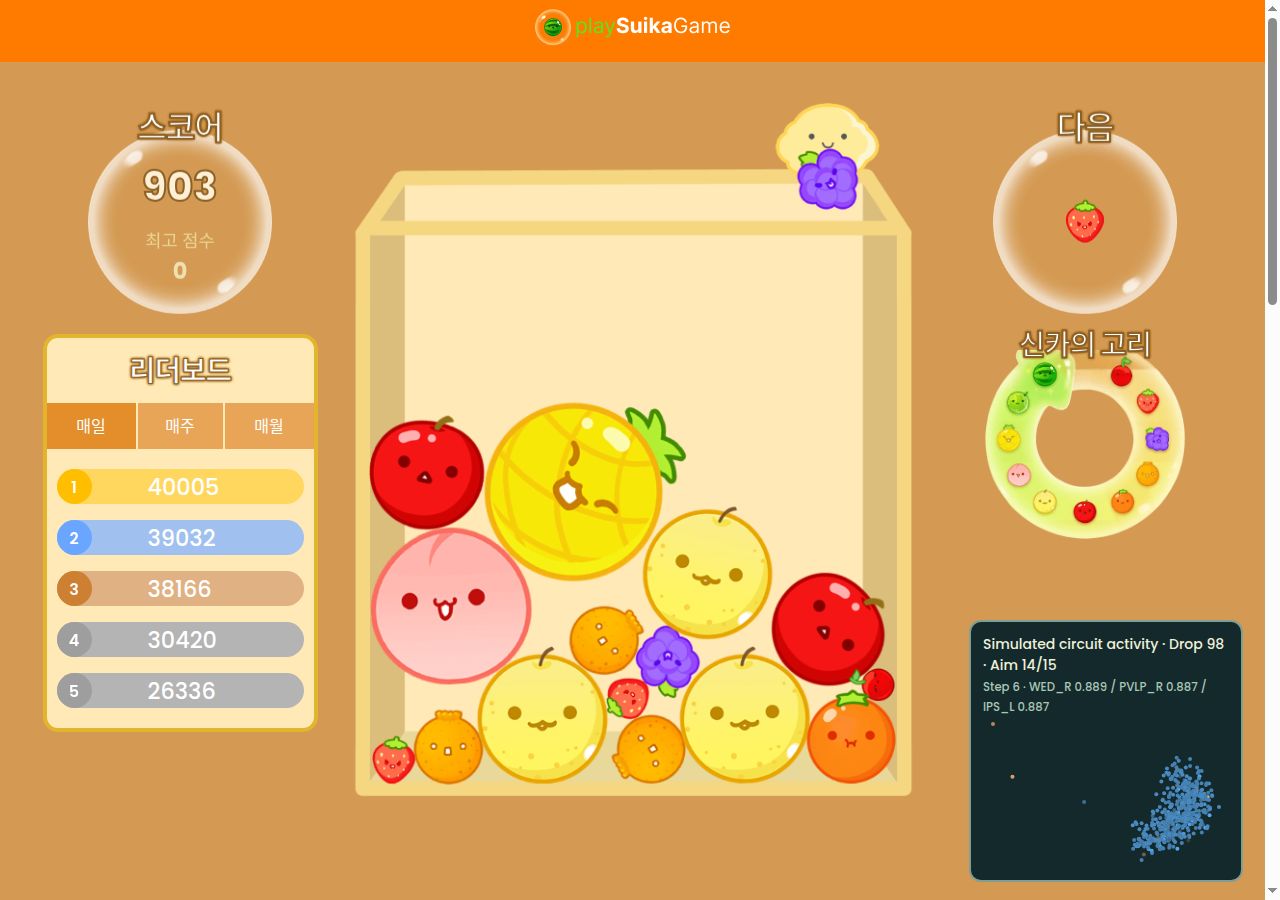 playSuikaGame
스코어
903
최고 점수
0
다음
리더보드
매일 매주 매월
1 40005
2 39032
3 38166
4 30420
5 26336
신카의 고리
Simulated circuit activity · Drop 98
· Aim 14/15
Step 6 · WED_R 0.889 / PVLP_R 0.887 /
IPS_L 0.887